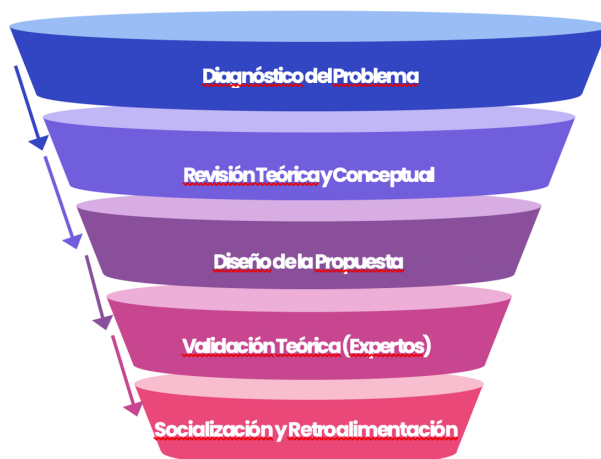 Diagnóstico del Problema
Revisión Teórica y Conceptual
Diseño de la Propuesta
Validación Teórica (Expertos)
Socialización y Retroalimentación